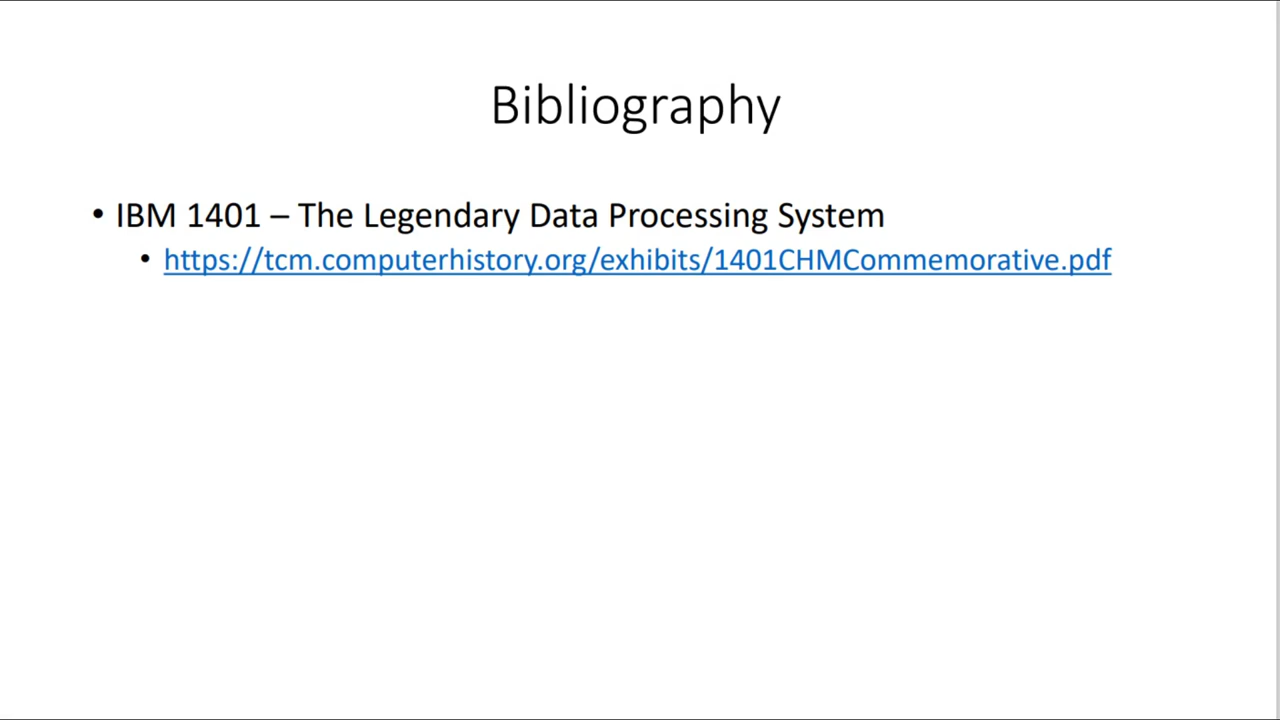 Bibliography
• IBM 1401 – The Legendary Data Processing System
• https://tcm.computerhistory.org/exhibits/1401CHMCommemorative.pdf